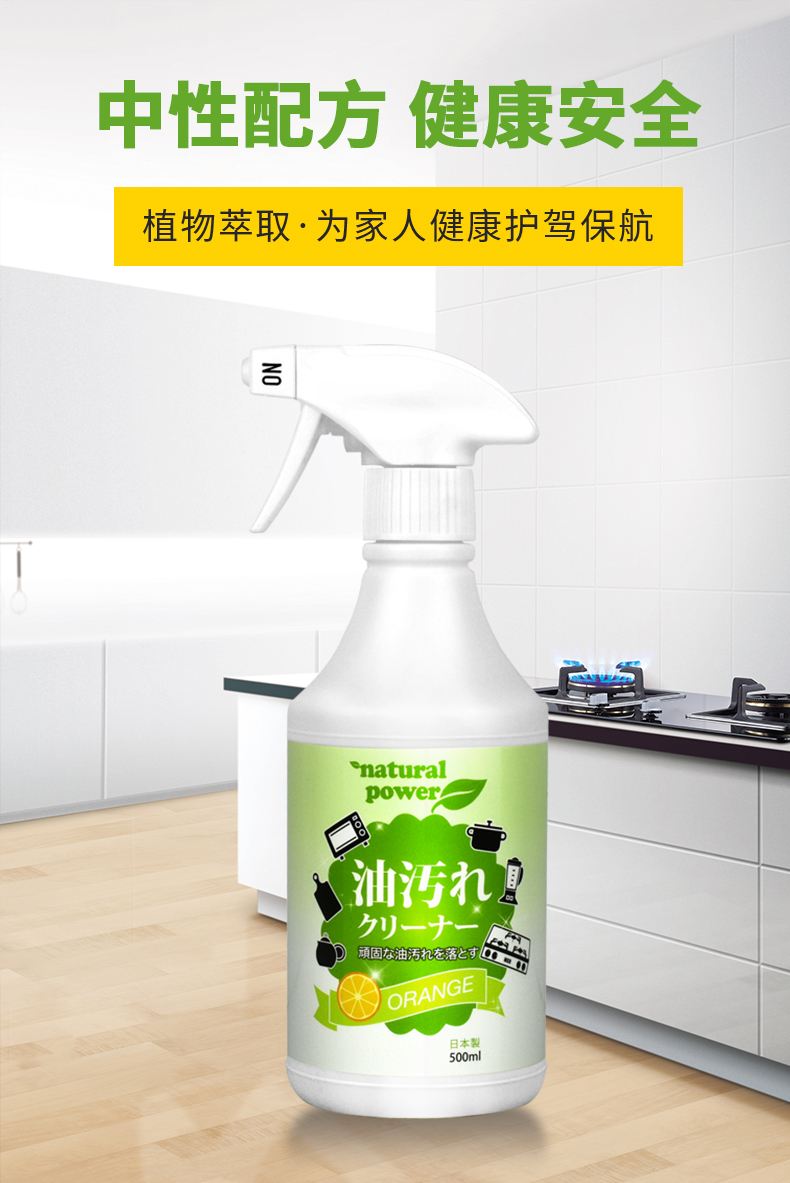 中性配方 健康安全
植物萃取·为家人健康护驾保航
ON
natural
power
油汚れ
クリーナー
頑固な油汚れを落とす
ORANGE
日本製
500ml